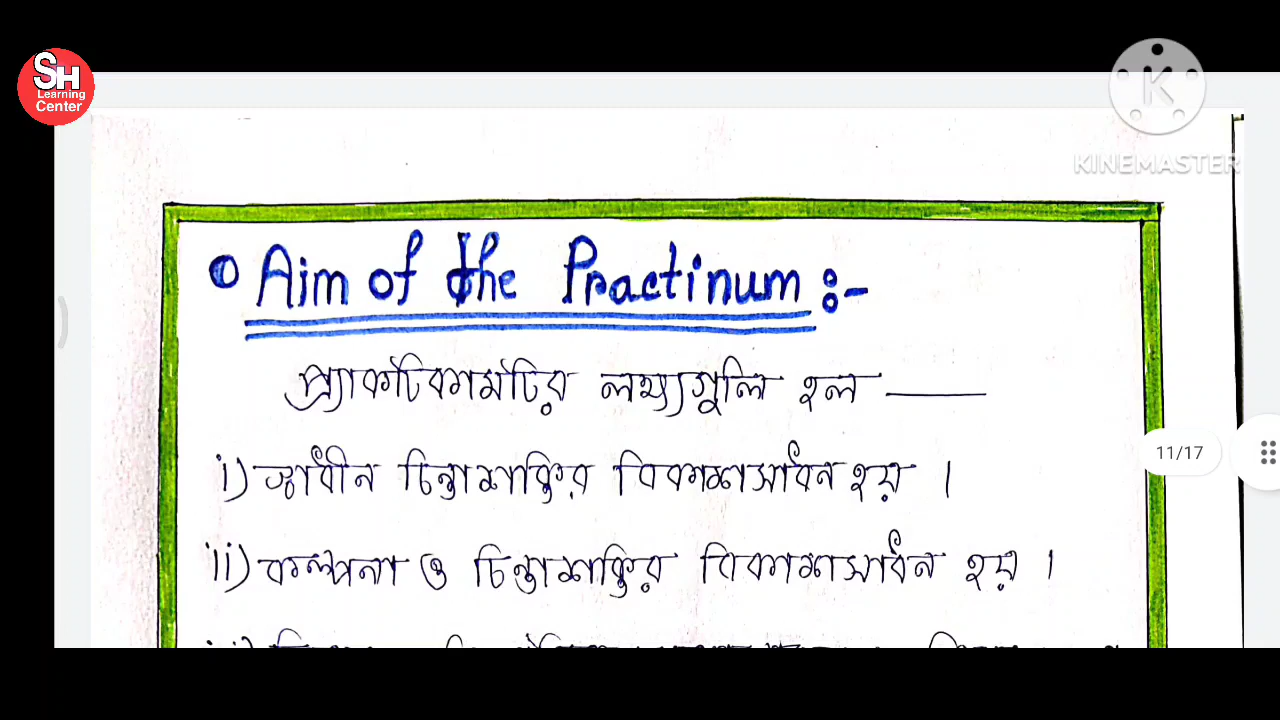 SH
Learning
Center
K
KINEMASTER
Aim of the Practinum :-
প্র্যাকটিকামটির লক্ষ্যগুলি হল —
11/17
i) স্বাধীন চিন্তাশক্তির বিকাশসাধন হয় ।
ii) কল্পনা ও চিন্তাশক্তির বিকাশসাধন হয় ।